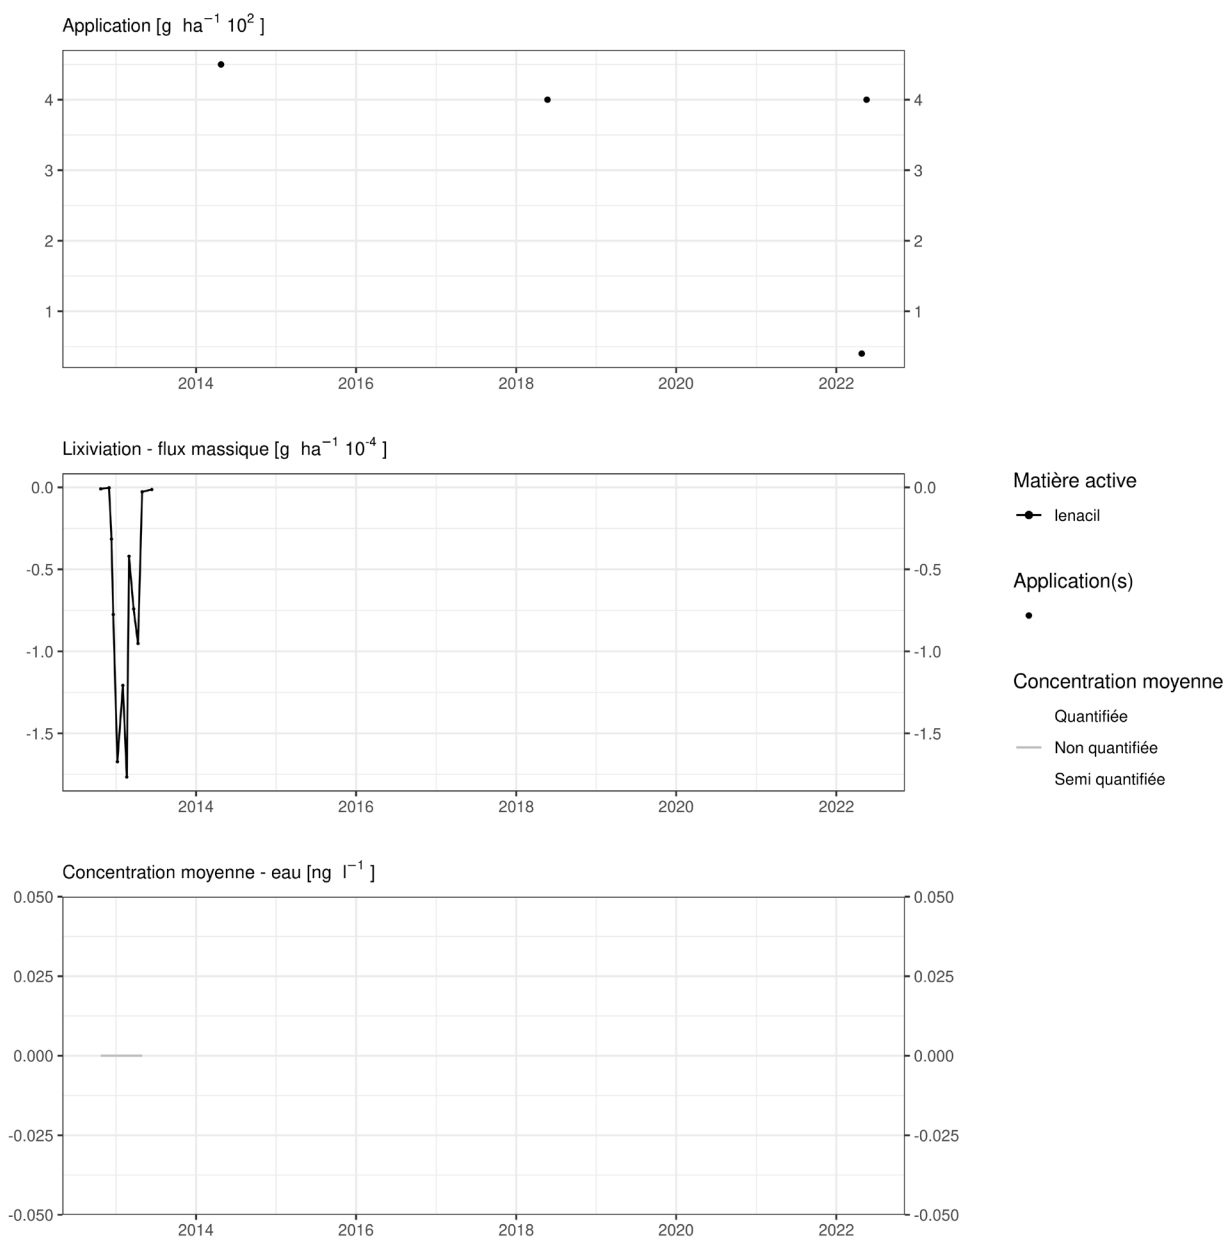 Application [g ha⁻¹ 10² ]
4
3
2
1
4
3
2
1
2014 2016 2018 2020 2022
Lixiviation - flux massique [g ha⁻¹ 10⁻⁴ ]
0.0
-0.5
-1.0
-1.5
0.0
-0.5
-1.0
-1.5
2014 2016 2018 2020 2022
Concentration moyenne - eau [ng l⁻¹ ]
0.050
0.025
0.000
-0.025
-0.050
0.050
0.025
0.000
-0.025
-0.050
2014 2016 2018 2020 2022
Matière active
lenacil
Application(s)
Concentration moyenne
Quantifiée
Non quantifiée
Semi quantifiée